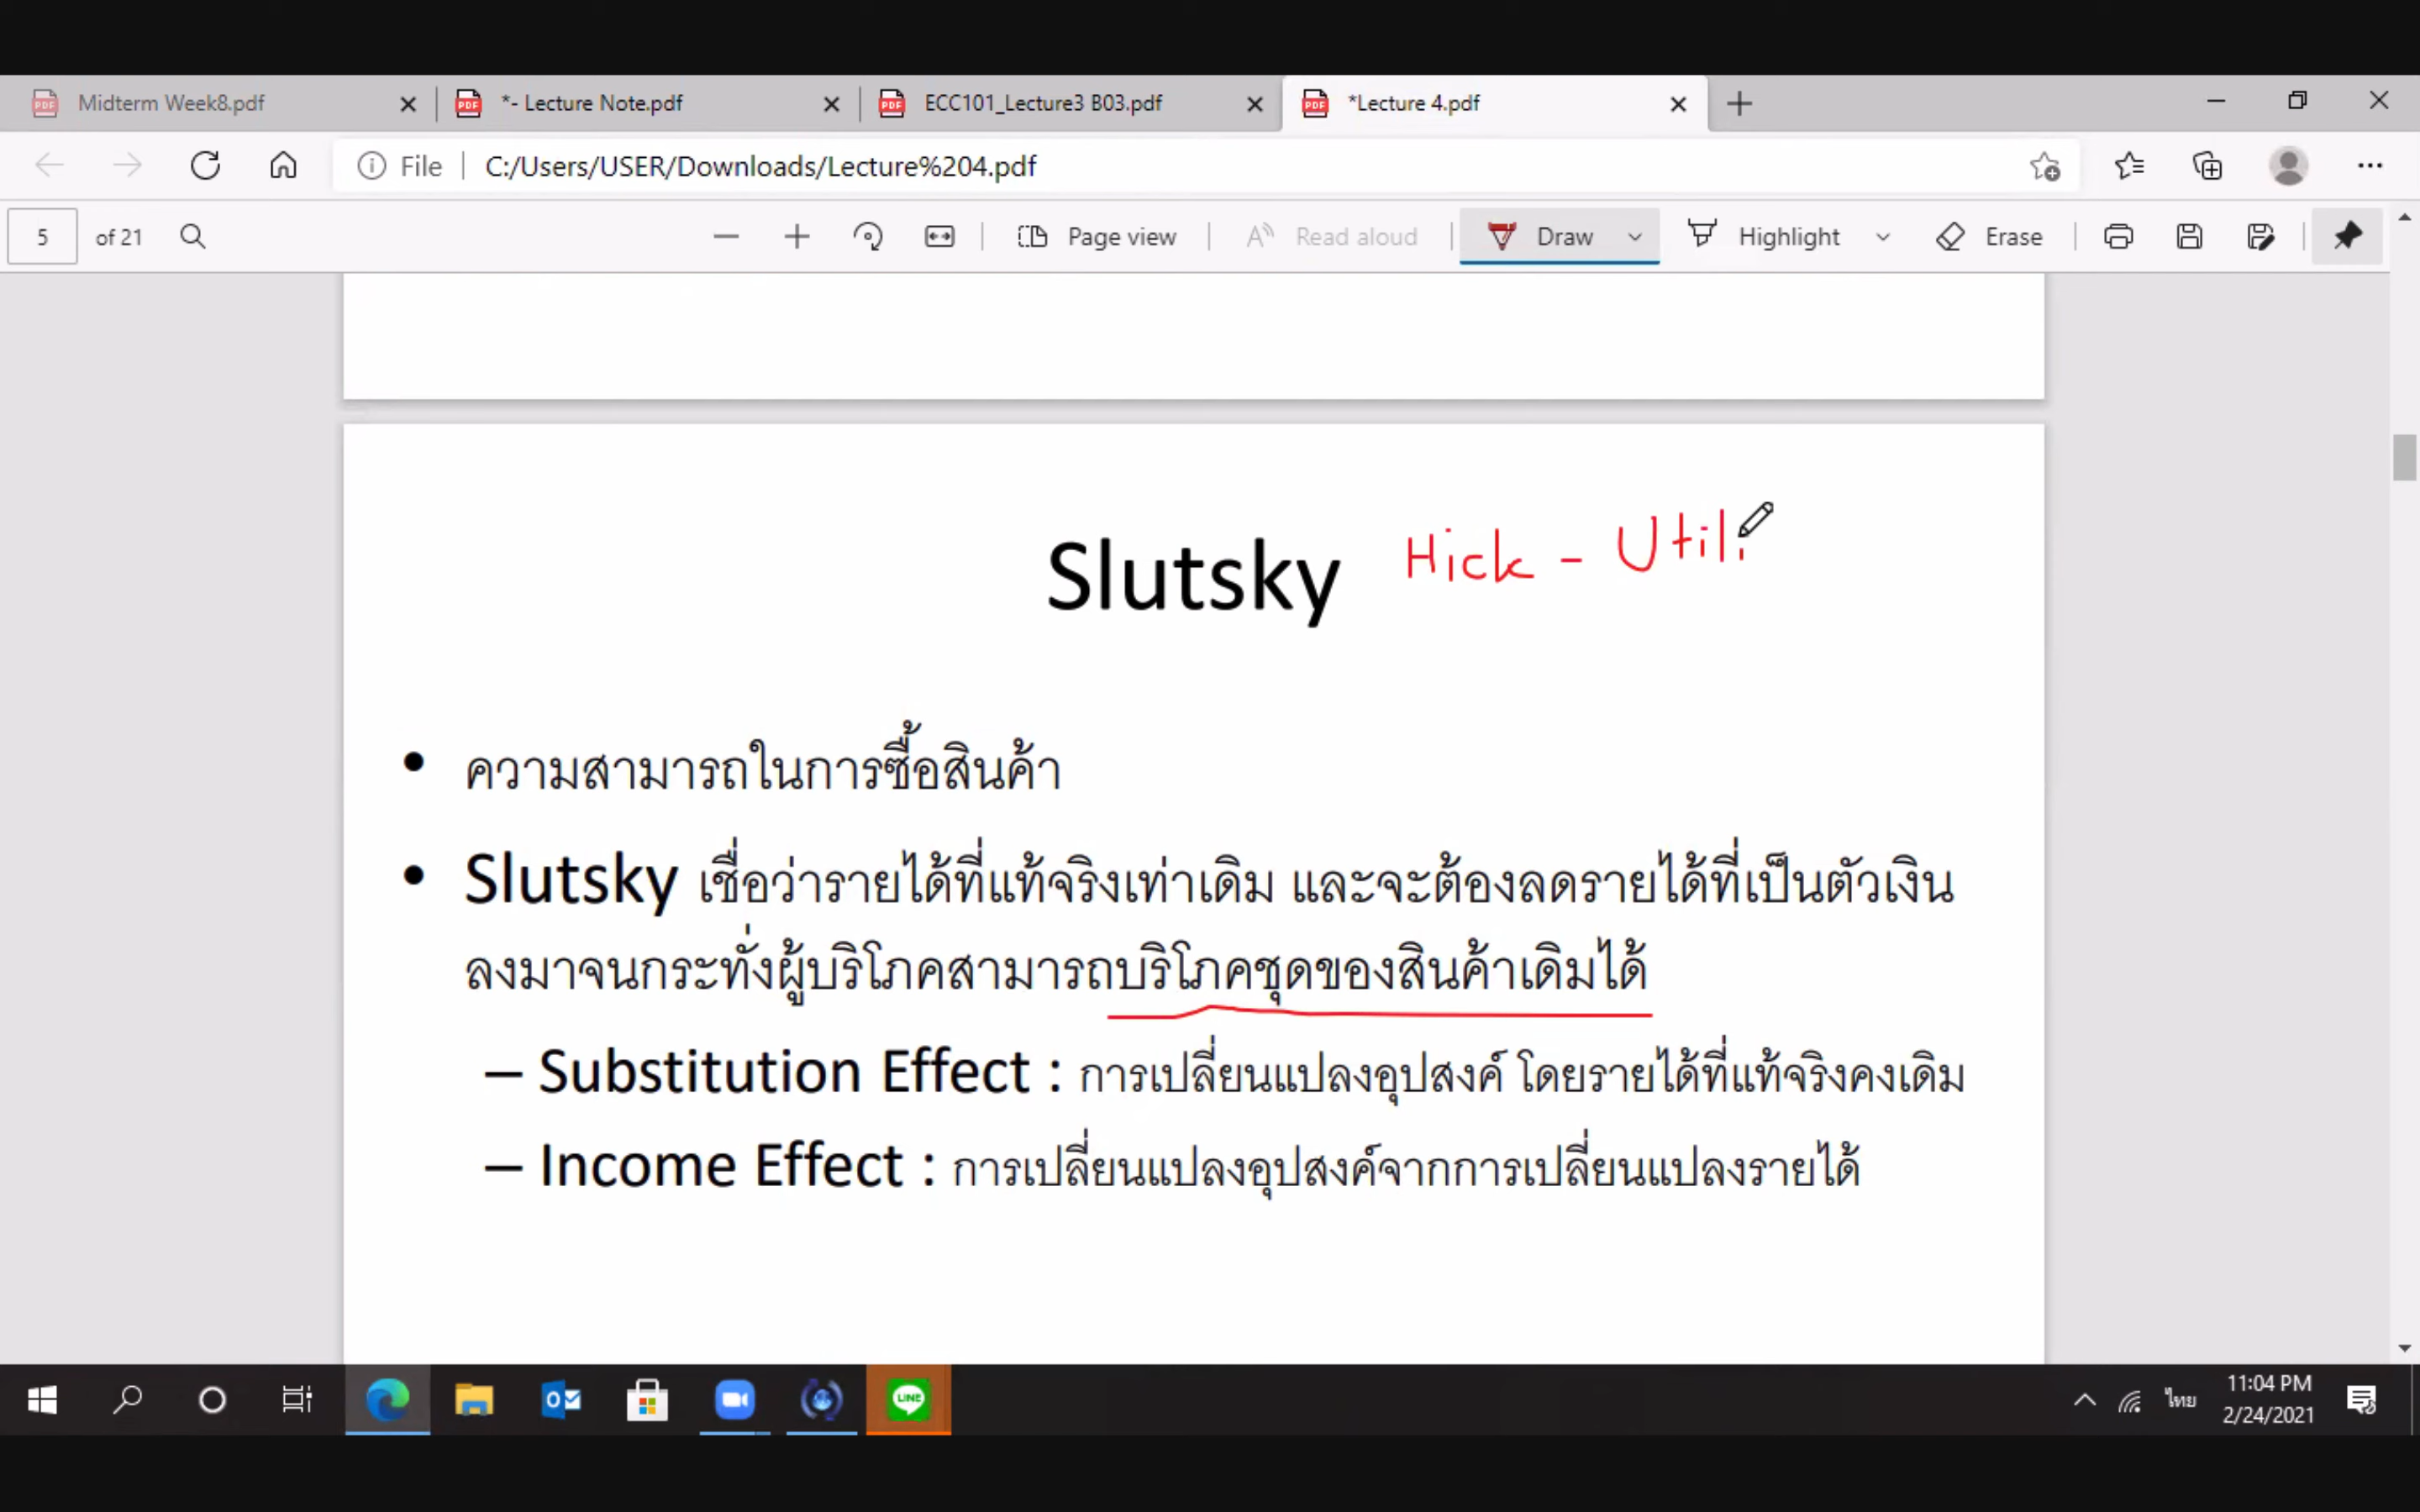 Midterm Week8.pdf
*- Lecture Note.pdf
ECC101_Lecture3 B03.pdf
*Lecture 4.pdf
File
C:/Users/USER/Downloads/Lecture%204.pdf
5 of 21
Page view
Read aloud
Draw
Highlight
Erase
Slutsky Hick - Utili
• ความสามารถในการซื้อสินค้า
• Slutsky เชื่อว่ารายได้ที่แท้จริงเท่าเดิม และจะต้องลดรายได้ที่เป็นตัวเงิน
ลงมาจนกระทั่งผู้บริโภคสามารถบริโภคชุดของสินค้าเดิมได้
– Substitution Effect : การเปลี่ยนแปลงอุปสงค์ โดยรายได้ที่แท้จริงคงเดิม
– Income Effect : การเปลี่ยนแปลงอุปสงค์จากการเปลี่ยนแปลงรายได้
LINE
ไทย
11:04 PM
2/24/2021